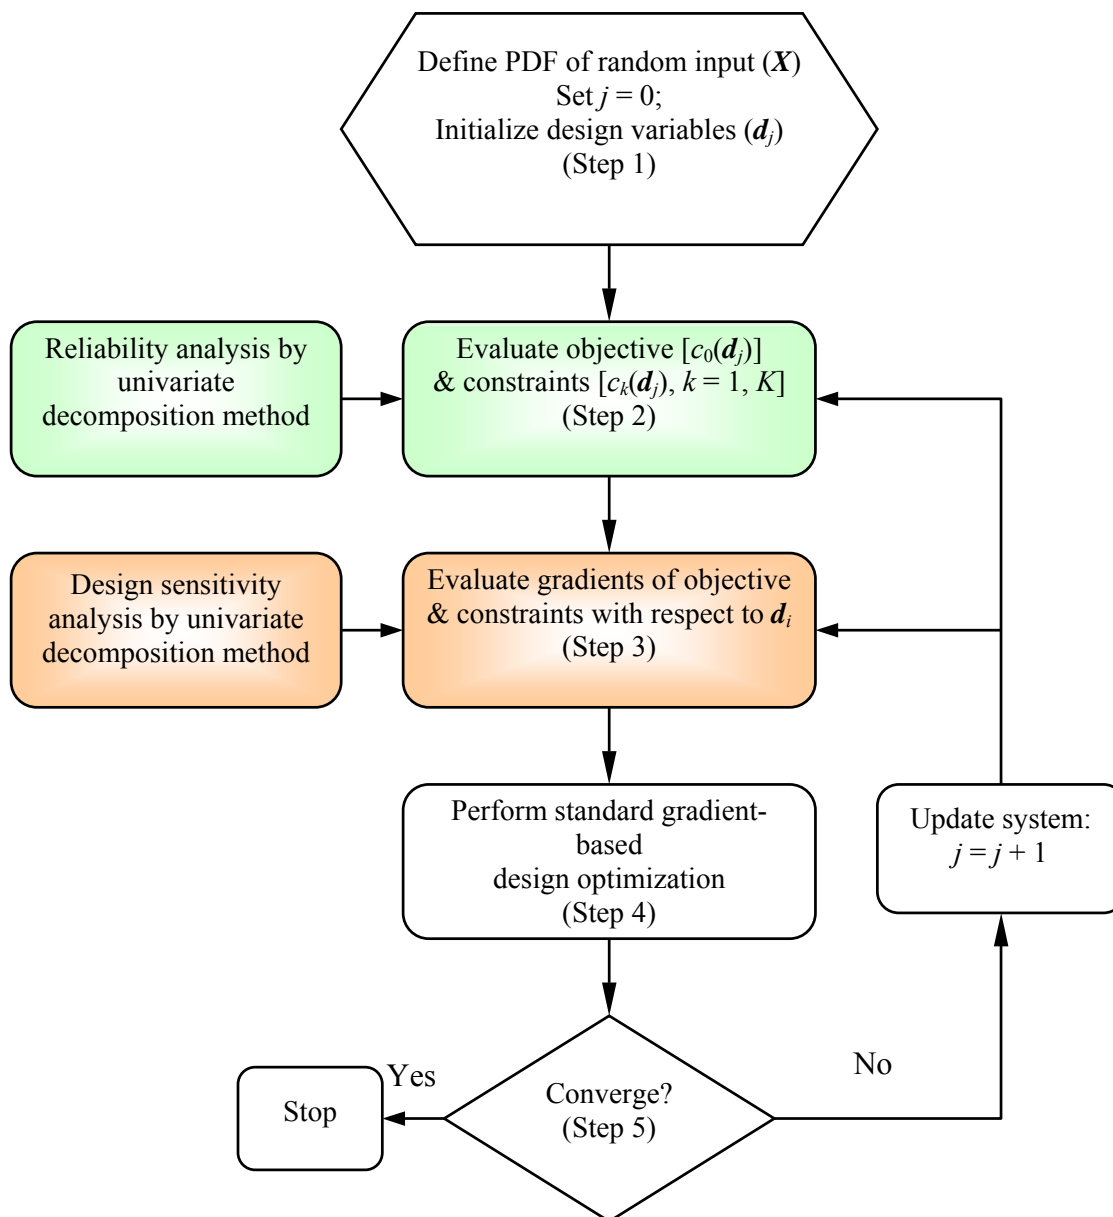 Define PDF of random input (X)
Set j = 0;
Initialize design variables (dj)
(Step 1)
Reliability analysis by
univariate
decomposition method
Evaluate objective [c0(dj)]
& constraints [ck(dj), k = 1, K]
(Step 2)
Design sensitivity
analysis by univariate
decomposition method
Evaluate gradients of objective
& constraints with respect to di
(Step 3)
Perform standard gradient-
based
design optimization
(Step 4)
Update system:
j = j + 1
Converge?
(Step 5)
Yes
No
Stop